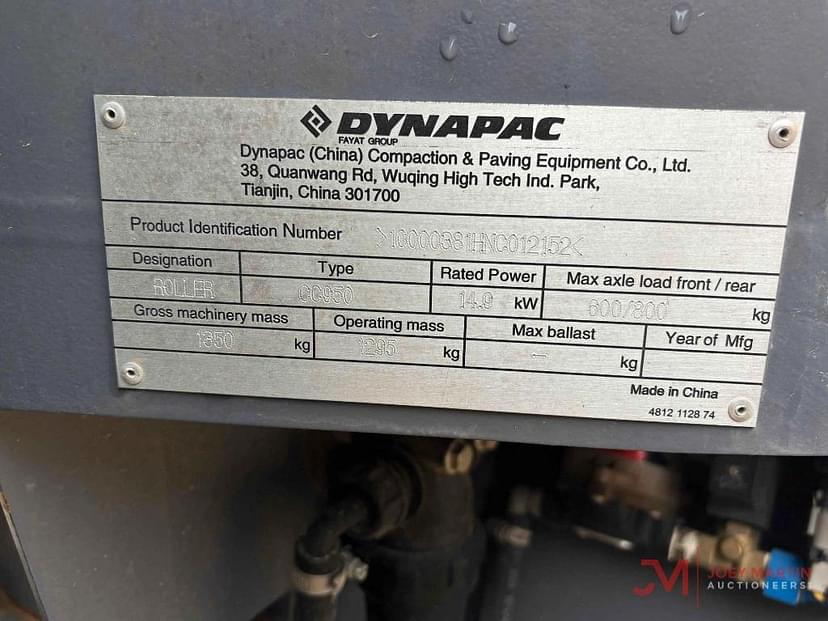 DYNAPAC
FAYAT GROUP
Dynapac (China) Compaction & Paving Equipment Co., Ltd.
38, Quanwang Rd, Wuqing High Tech Ind. Park,
Tianjin, China 301700
Product Identification Number >10000381HNC012152<
Designation Type Rated Power Max axle load front / rear
ROLLER CC950 14.9 kW 600/800 kg
Gross machinery mass Operating mass Max ballast Year of Mfg
1350 kg 1295 kg - kg
Made in China
4812 1128 74
JM JOEY MARTIN
AUCTIONEERS